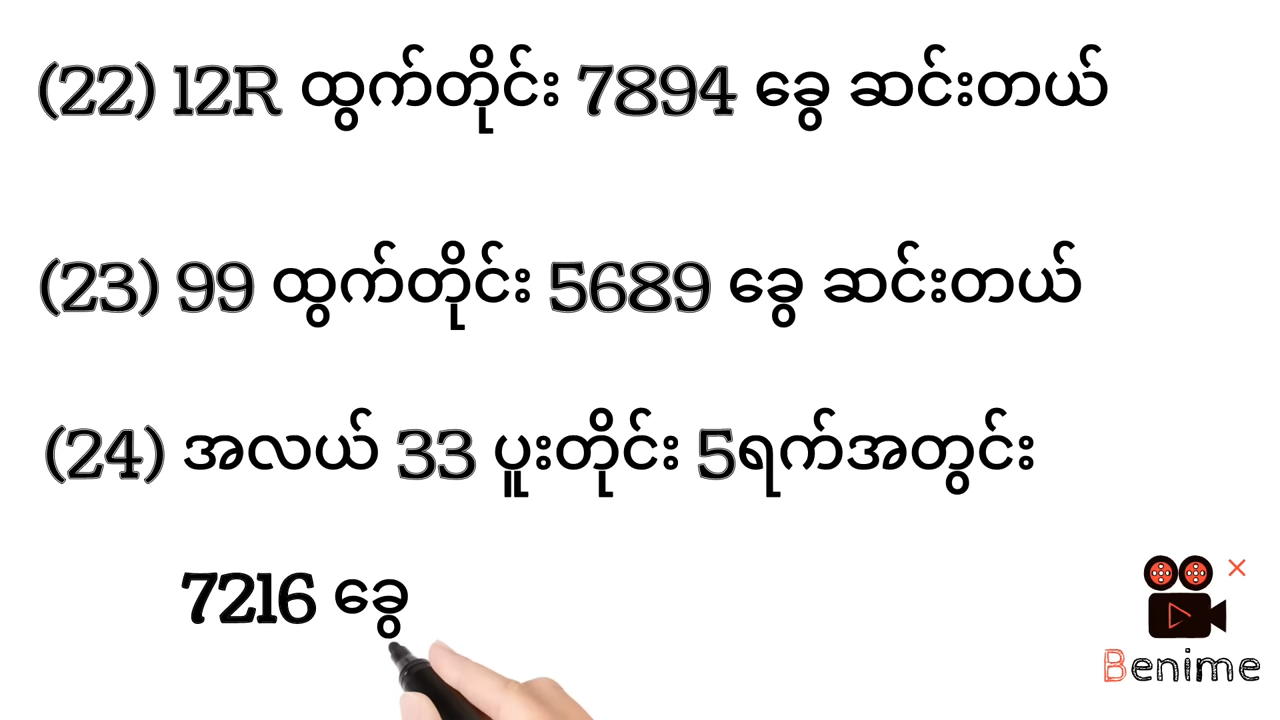 (22) 12R ထွက်တိုင်း 7894 ခွေ ဆင်းတယ်
(23) 99 ထွက်တိုင်း 5689 ခွေ ဆင်းတယ်
(24) အလယ် 33 ပူးတိုင်း 5ရက်အတွင်း
7216 ခွေ
Benime